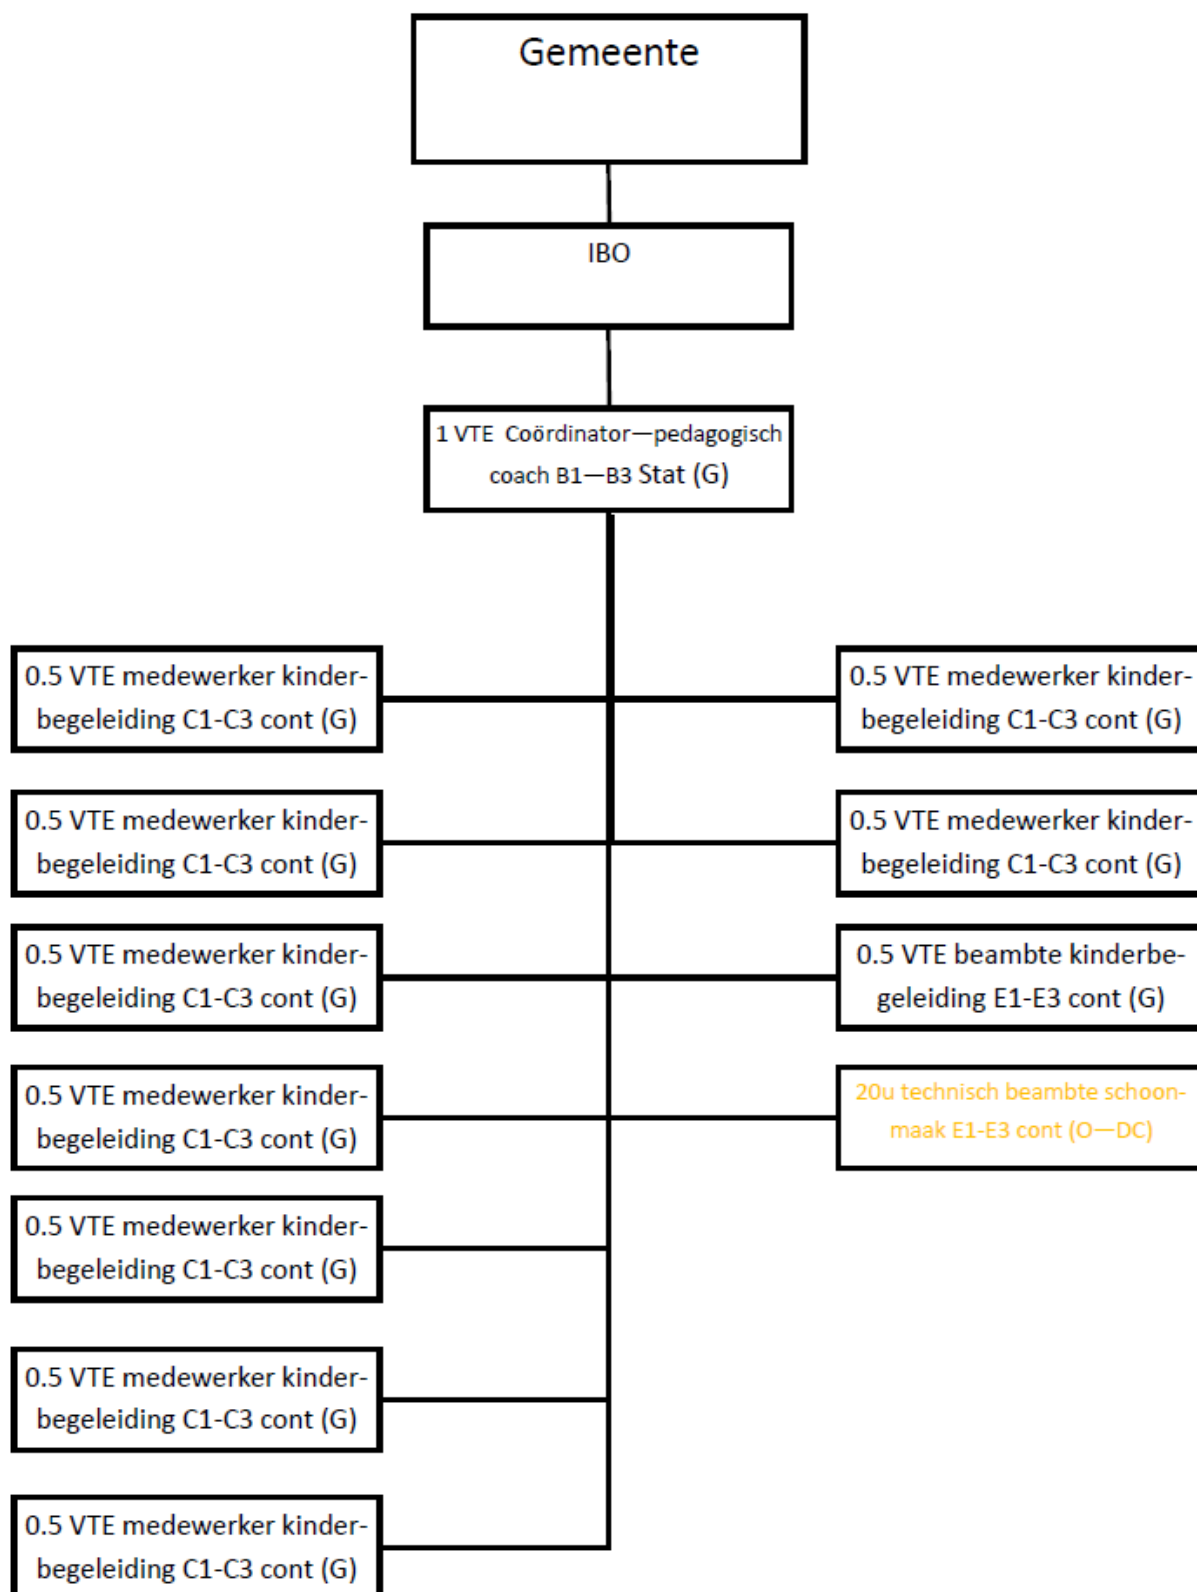 Gemeente
IBO
1 VTE Coördinator—pedagogisch
coach B1—B3 Stat (G)
0.5 VTE medewerker kinder-
begeleiding C1-C3 cont (G)
0.5 VTE medewerker kinder-
begeleiding C1-C3 cont (G)
0.5 VTE medewerker kinder-
begeleiding C1-C3 cont (G)
0.5 VTE medewerker kinder-
begeleiding C1-C3 cont (G)
0.5 VTE medewerker kinder-
begeleiding C1-C3 cont (G)
0.5 VTE beambte kinderbe-
geleiding E1-E3 cont (G)
0.5 VTE medewerker kinder-
begeleiding C1-C3 cont (G)
20u technisch beambte schoon-
maak E1-E3 cont (O—DC)
0.5 VTE medewerker kinder-
begeleiding C1-C3 cont (G)
0.5 VTE medewerker kinder-
begeleiding C1-C3 cont (G)
0.5 VTE medewerker kinder-
begeleiding C1-C3 cont (G)